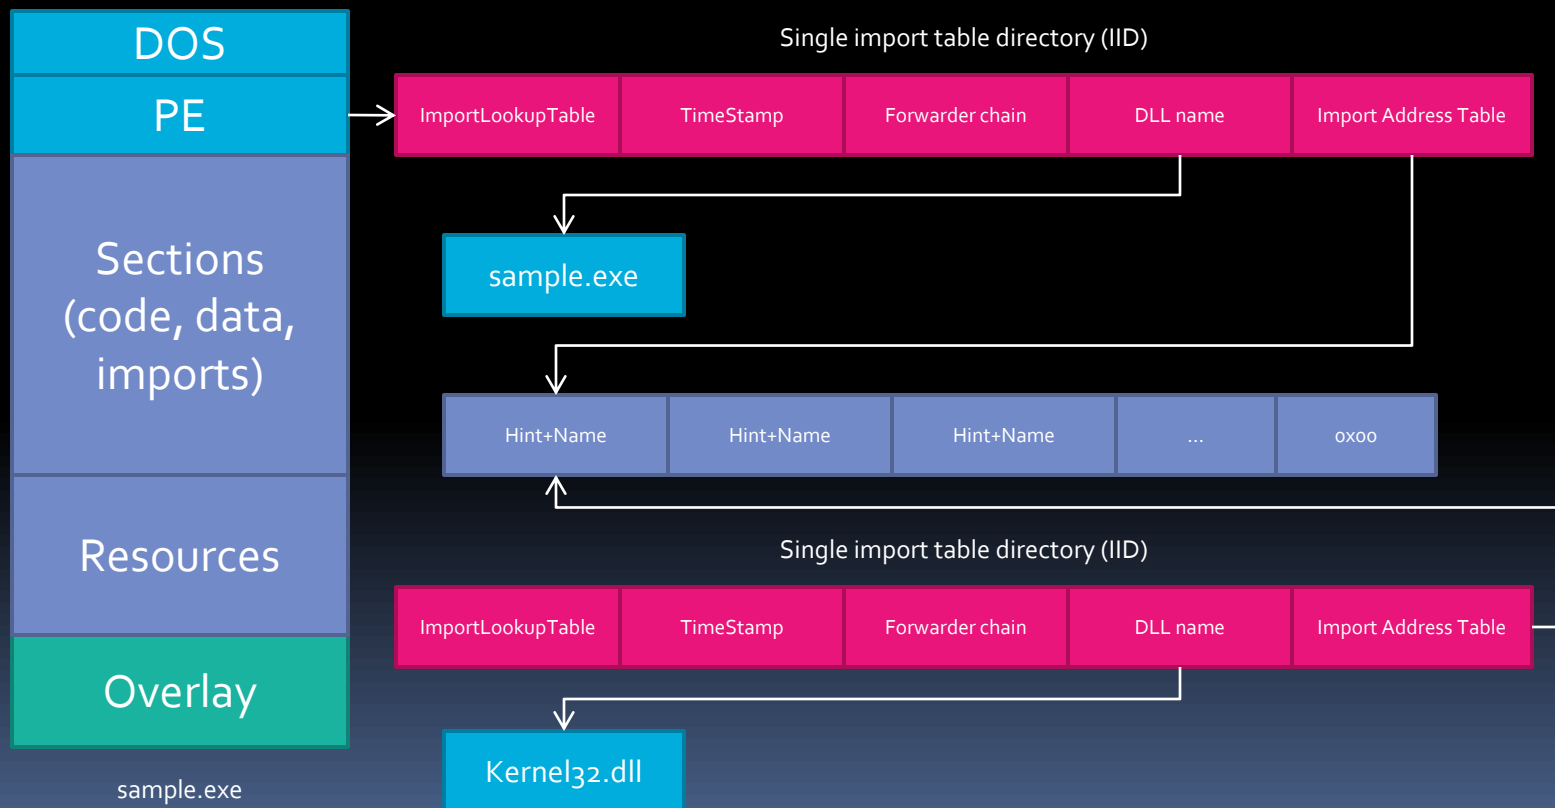 DOS
PE
Sections
(code, data,
imports)
Resources
Overlay
sample.exe
Single import table directory (IID)
ImportLookupTable
TimeStamp
Forwarder chain
DLL name
Import Address Table
sample.exe
Hint+Name
Hint+Name
Hint+Name
...
0x00
Single import table directory (IID)
ImportLookupTable
TimeStamp
Forwarder chain
DLL name
Import Address Table
Kernel32.dll